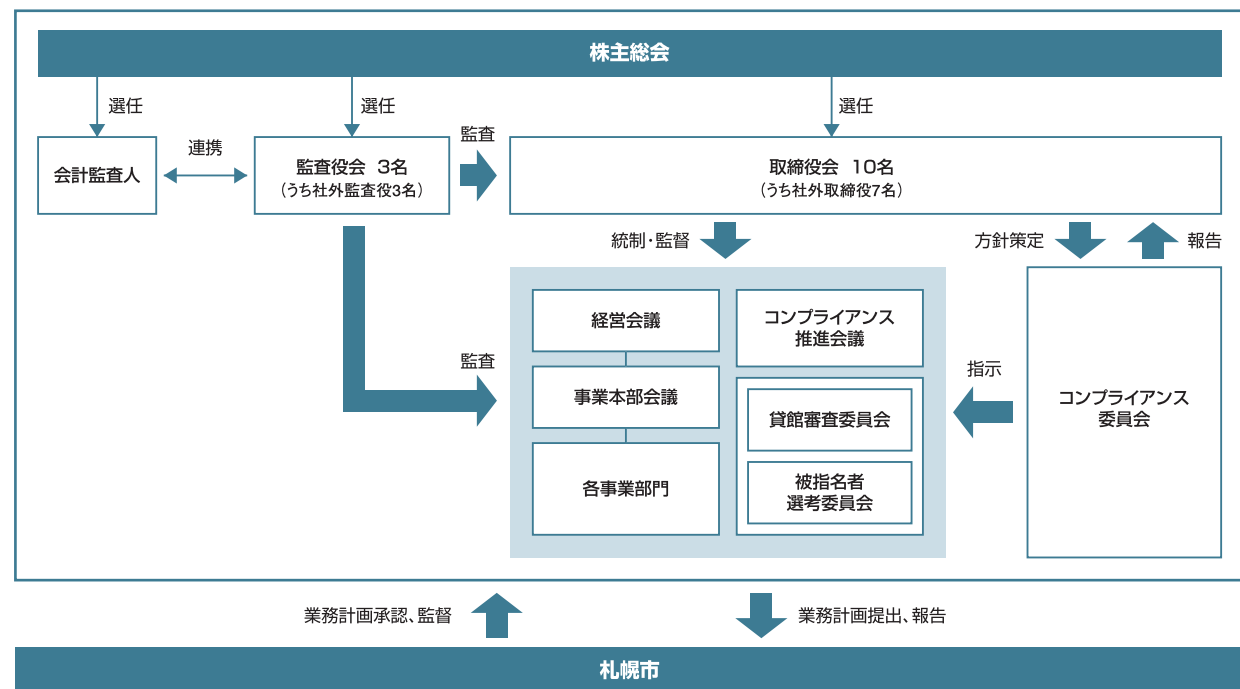 株主総会
選任
選任
選任
会計監査人
連携
監査役会 3名
（うち社外監査役3名）
監査
取締役会 10名
（うち社外取締役7名）
統制・監督
方針策定
報告
経営会議
事業本部会議
各事業部門
コンプライアンス
推進会議
貸館審査委員会
被指名者
選考委員会
監査
指示
コンプライアンス
委員会
業務計画承認、監督
業務計画提出、報告
札幌市